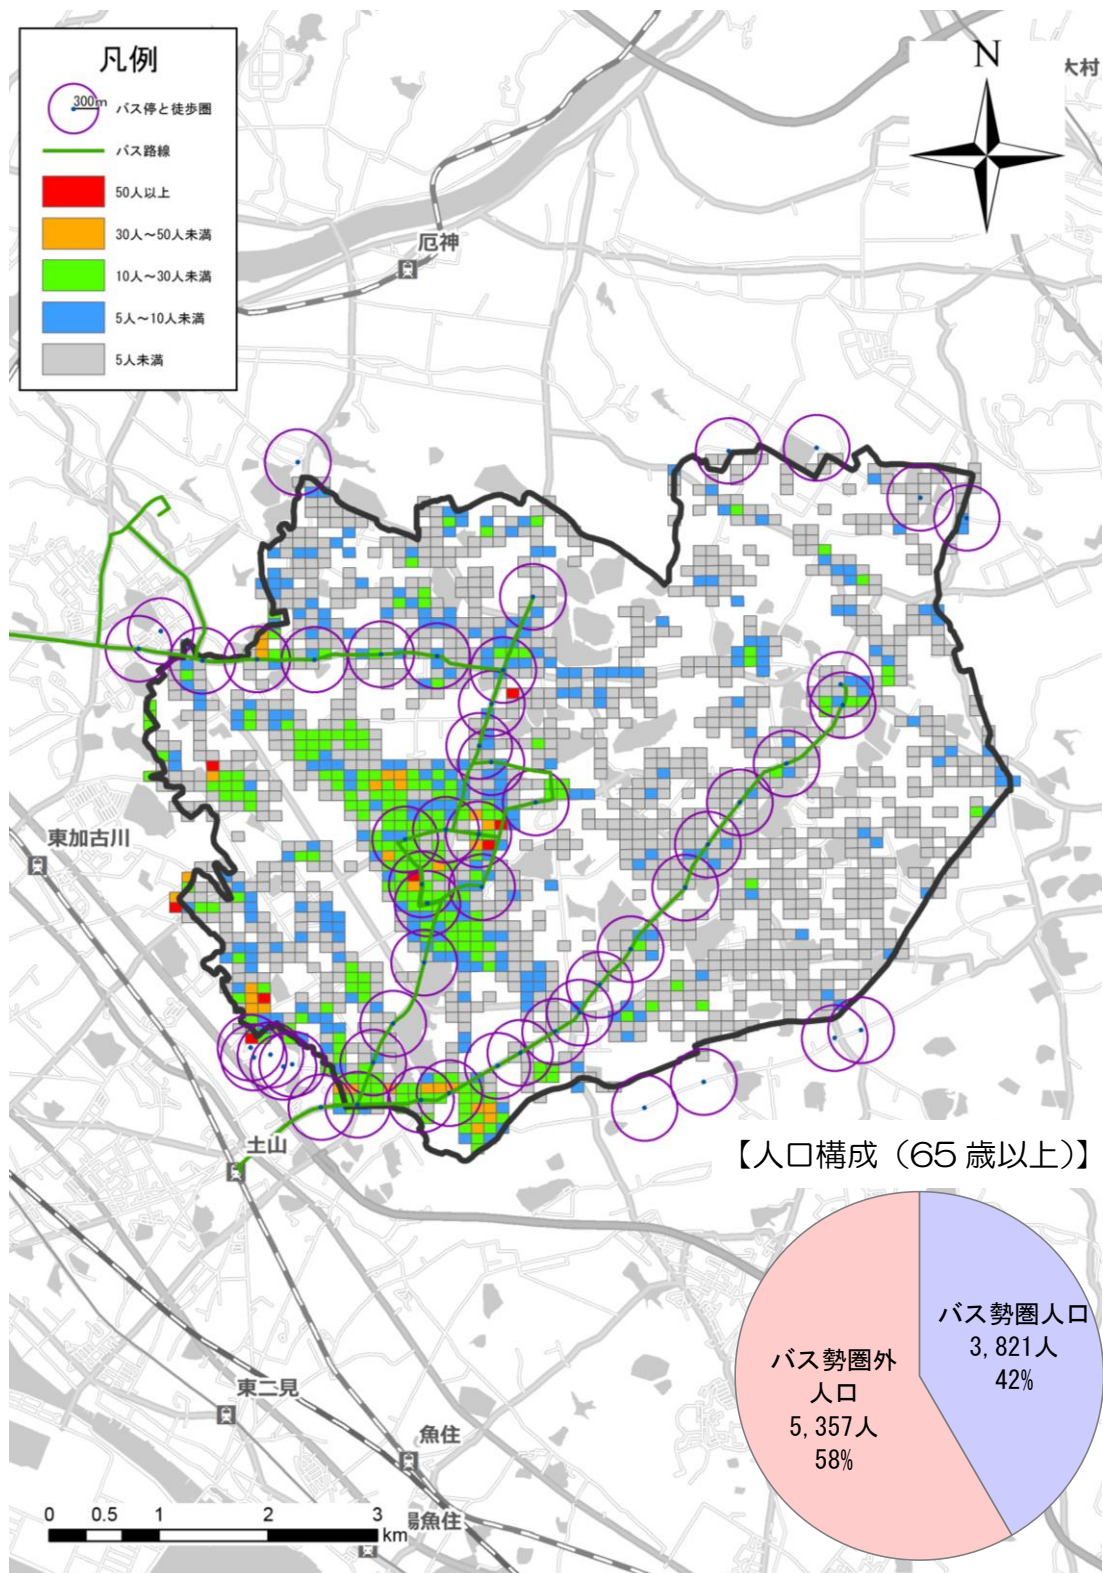 凡例
300m
バス停と徒歩圏
バス路線
50人以上
30人～50人未満
10人～30人未満
5人～10人未満
5人未満
N
大村
厄神
東加古川
土山
【人口構成（65歳以上）】
バス勢圏人口
3,821人
42%
バス勢圏外
人口
5,357人
58%
東二見
魚住
魚住
0 0.5 1 2 3
km